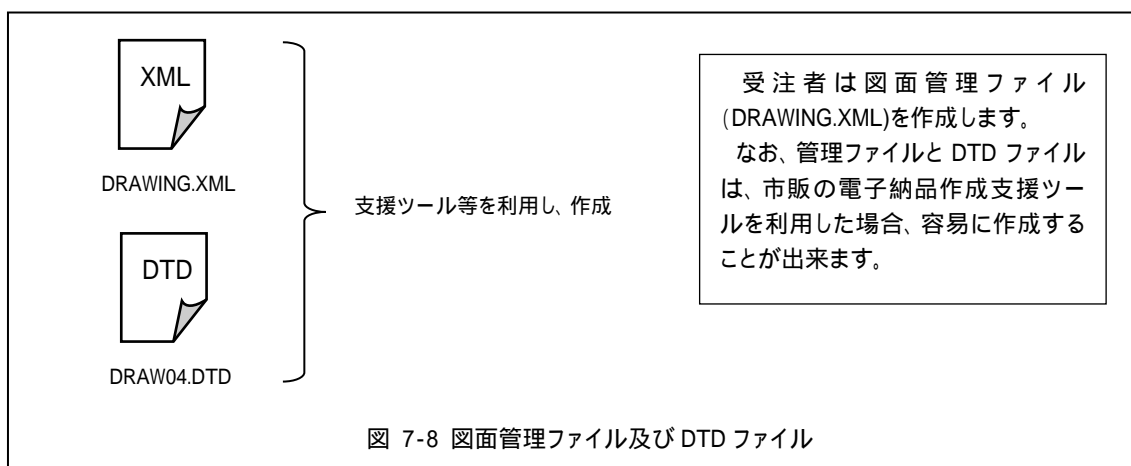 XML
DRAWING.XML
DTD
DRAW04.DTD
支援ツール等を利用し、作成
受注者は図面管理ファイル
(DRAWING.XML)を作成します。
なお、管理ファイルと DTD ファイル
は、市販の電子納品作成支援ツー
ルを利用した場合、容易に作成する
ことが出来ます。
図 7-8 図面管理ファイル及び DTD ファイル